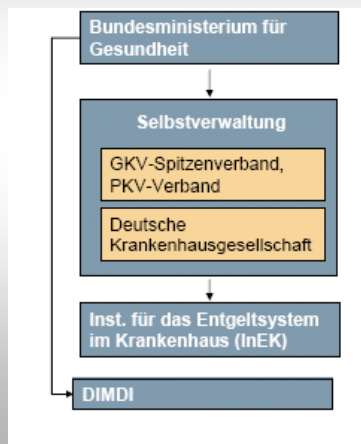 Bundesministerium für
Gesundheit
Selbstverwaltung
GKV-Spitzenverband,
PKV-Verband
Deutsche
Krankenhausgesellschaft
Inst. für das Entgeltsystem
im Krankenhaus (InEK)
DIMDI